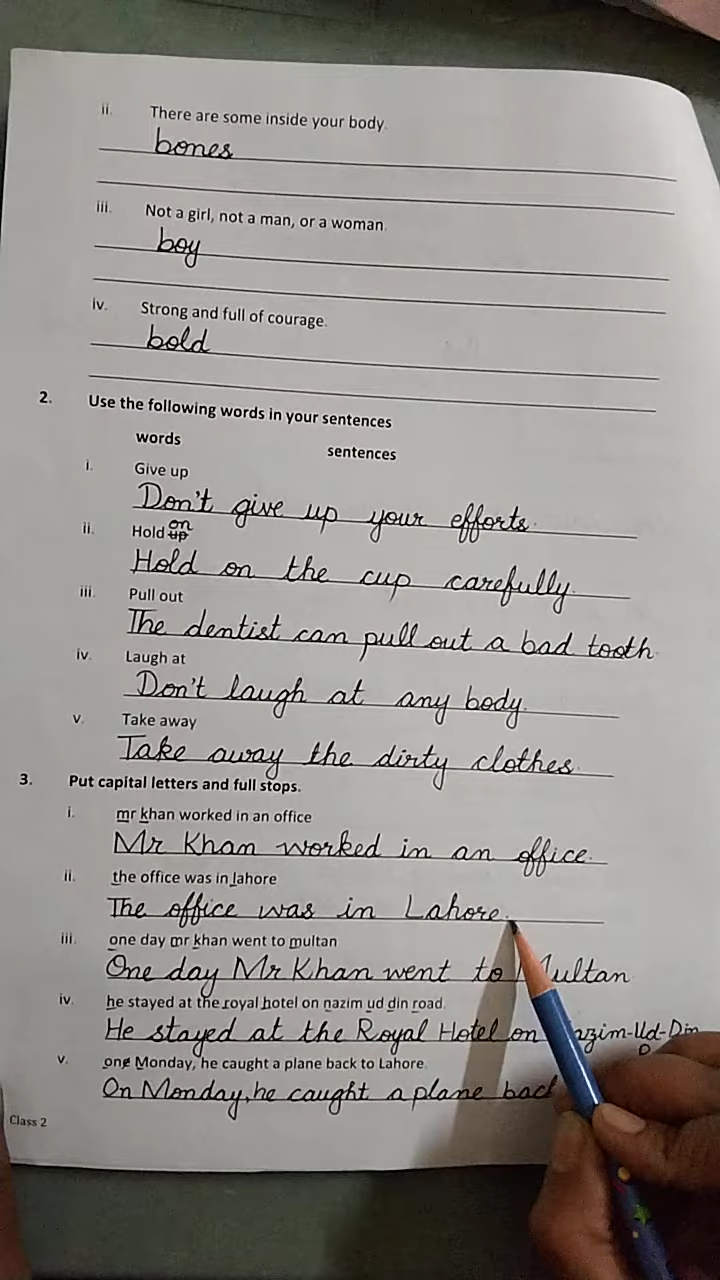 ii. There are some inside your body.
bones
iii. Not a girl, not a man, or a woman.
boy
iv. Strong and full of courage.
bold
2. Use the following words in your sentences
words sentences
i. Give up
Don't give up your efforts.
ii. Hold up on
Hold on the cup carefully.
iii. Pull out
The dentist can pull out a bad tooth.
iv. Laugh at
Don't laugh at any body.
v. Take away
Take away the dirty clothes.
3. Put capital letters and full stops.
i. mr khan worked in an office
Mr Khan worked in an office.
ii. the office was in lahore
The office was in Lahore.
iii. one day mr khan went to multan
One day Mr Khan went to Multan
iv. he stayed at the royal hotel on nazim ud din road.
He stayed at the Royal Hotel on Nazim-Ud-Din
v. one Monday, he caught a plane back to Lahore.
On Monday, he caught a plane back
Class 2